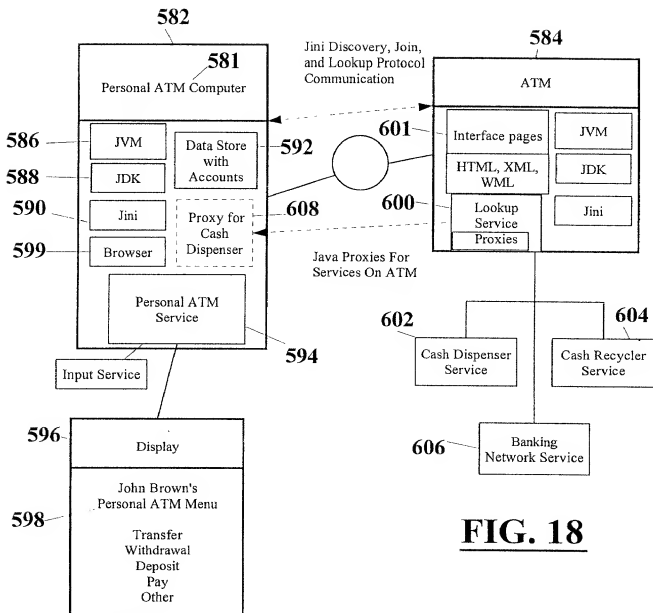 582
581
Personal ATM Computer
Jini Discovery, Join,
and Lookup Protocol
Communication
584
ATM
586
JVM
588
JDK
590
Jini
599
Browser
Data Store
with
Accounts
592
Proxy for
Cash
Dispenser
608
Personal ATM
Service
594
601
Interface pages
HTML, XML,
WML
600
Lookup
Service
Proxies
JVM
JDK
Jini
Java Proxies For
Services On ATM
602
Cash Dispenser
Service
604
Cash Recycler
Service
606
Banking
Network Service
Input Service
596
Display
598
John Brown's
Personal ATM Menu
Transfer
Withdrawal
Deposit
Pay
Other
FIG. 18